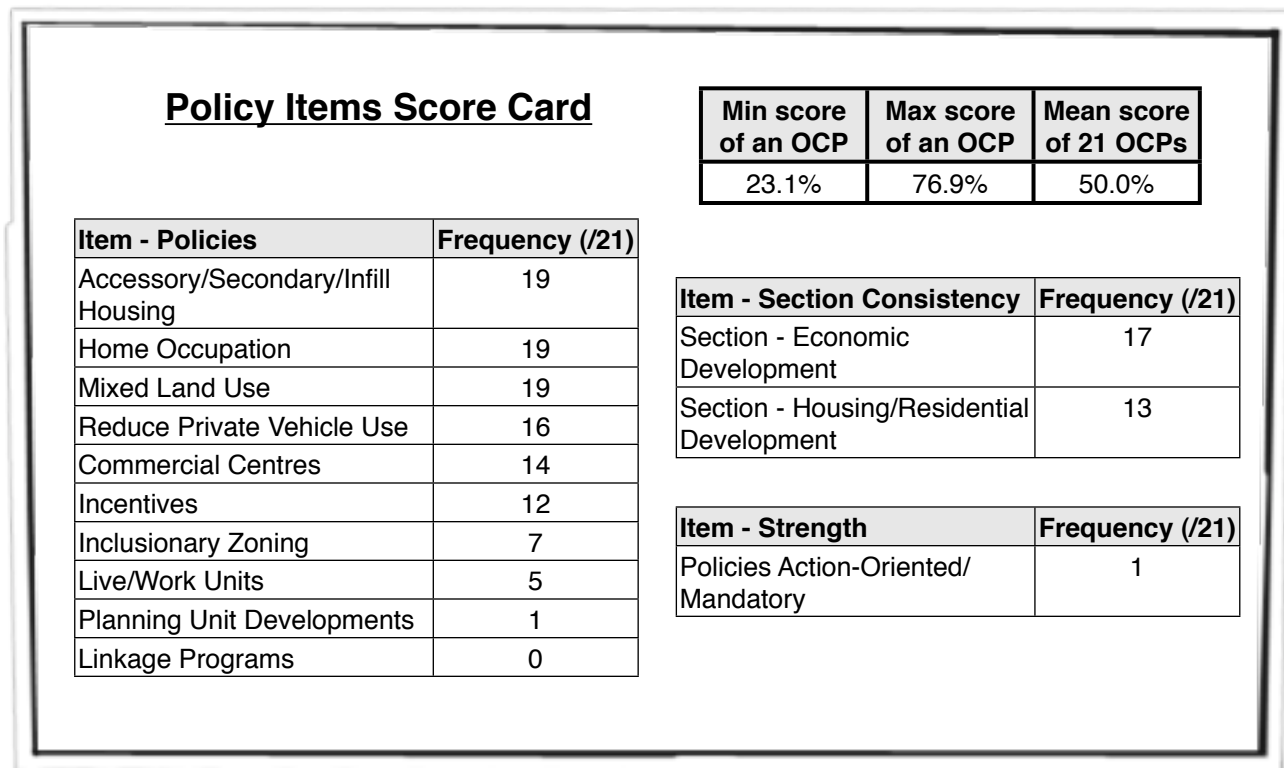 Policy Items Score Card
Min score of an OCP Max score of an OCP Mean score of 21 OCPs
23.1% 76.9% 50.0%
Item - Policies Frequency (/21)
Accessory/Secondary/Infill
Housing 19
Home Occupation 19
Mixed Land Use 19
Reduce Private Vehicle Use 16
Commercial Centres 14
Incentives 12
Inclusionary Zoning 7
Live/Work Units 5
Planning Unit Developments 1
Linkage Programs 0
Item - Section Consistency Frequency (/21)
Section - Economic
Development 17
Section - Housing/Residential
Development 13
Item - Strength Frequency (/21)
Policies Action-Oriented/
Mandatory 1